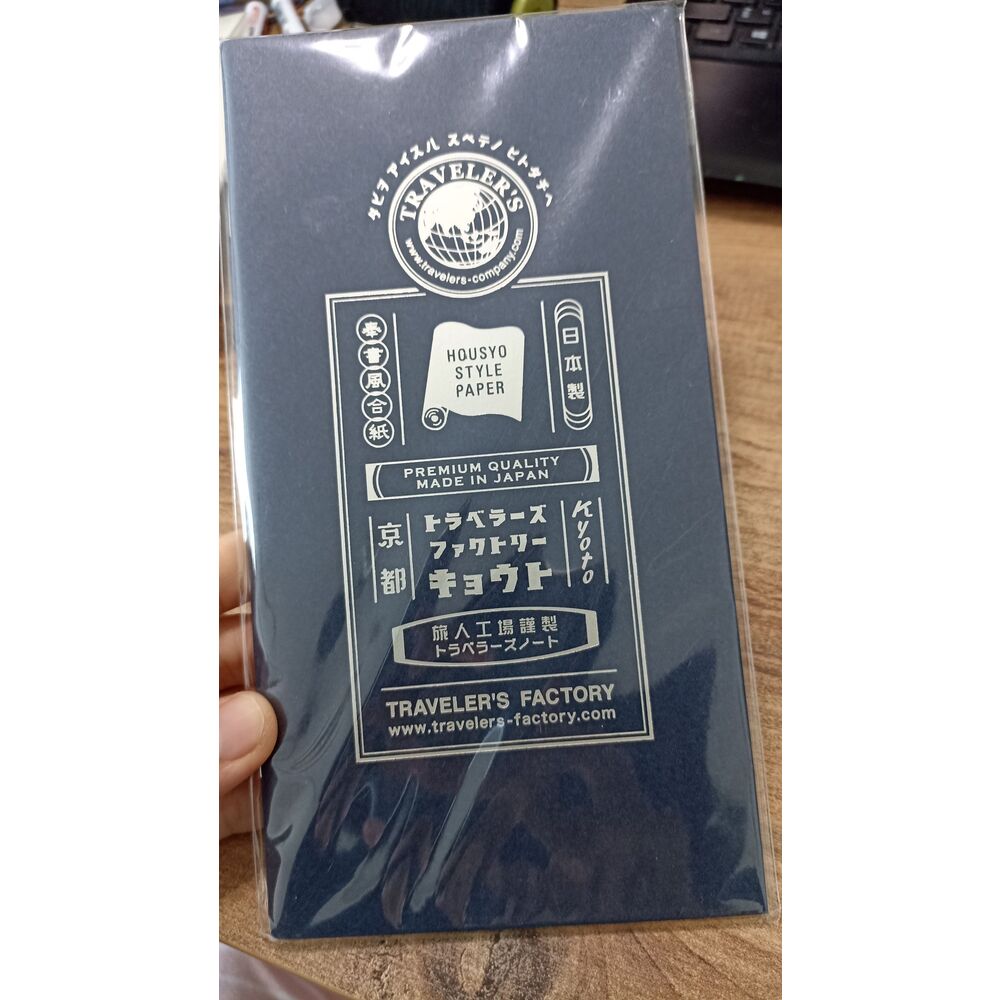 タビヲ アイスル スベテノ ヒトタチヘ
TRAVELER'S
www.travelers-company.com
奉書風合紙
HOUSYO
STYLE
PAPER
日本製
PREMIUM QUALITY
MADE IN JAPAN
京都
トラベラーズ
ファクトリー
キョウト
Kyoto
旅人工場謹製
トラベラーズノート
TRAVELER'S FACTORY
www.travelers-factory.com